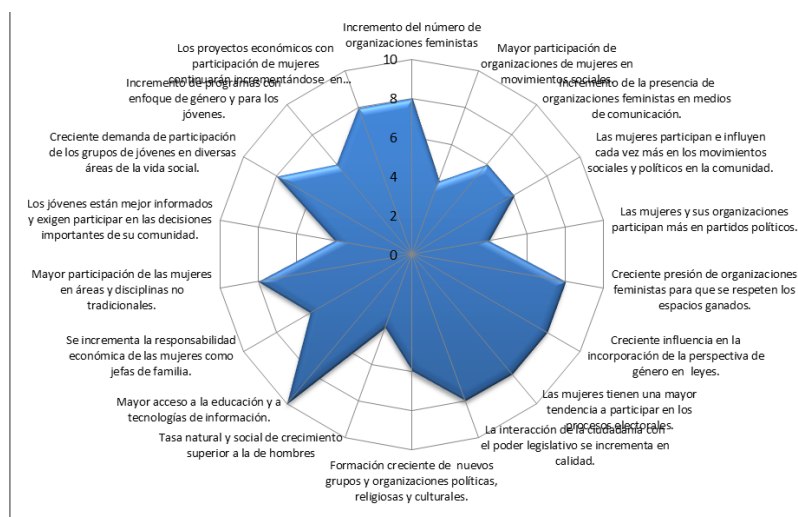 Incremento del número de
organizaciones feministas
Mayor participación de
organizaciones de mujeres en
movimientos sociales.
Incremento de la presencia de
organizaciones feministas en medios
de comunicación.
Las mujeres participan e influyen
cada vez más en los movimientos
sociales y políticos en la comunidad.
Las mujeres y sus organizaciones
participan más en partidos políticos.
Creciente presión de organizaciones
feministas para que se respeten los
espacios ganados.
Creciente influencia en la
incorporación de la perspectiva de
género en leyes.
Las mujeres tienen una mayor
tendencia a participar en los
procesos electorales.
La interacción de la ciudadanía con
el poder legislativo se incrementa en
calidad.
Formación creciente de nuevos
grupos y organizaciones políticas,
religiosas y culturales.
Tasa natural y social de crecimiento
superior a la de hombres
Mayor acceso a la educación y a
tecnologías de información.
Se incrementa la responsabilidad
económica de las mujeres como
jefas de familia.
Mayor participación de las mujeres
en áreas y disciplinas no
tradicionales.
Los jóvenes están mejor informados
y exigen participar en las decisiones
importantes de su comunidad.
Creciente demanda de participación
de los grupos de jóvenes en diversas
áreas de la vida social.
Incremento de programas con
enfoque de género y para los
jóvenes.
Los proyectos económicos con
participación de mujeres
continuarán incrementándose en...
10
8
6
4
2
0